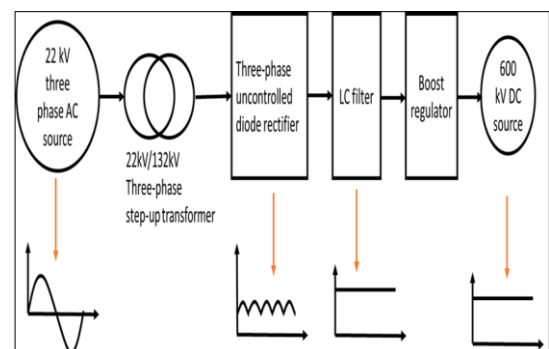 22 kV
three
phase AC
source
22kV/132kV
Three-phase
step-up transformer
Three-phase
uncontrolled
diode rectifier
LC filter
Boost
regulator
600
kV DC
source